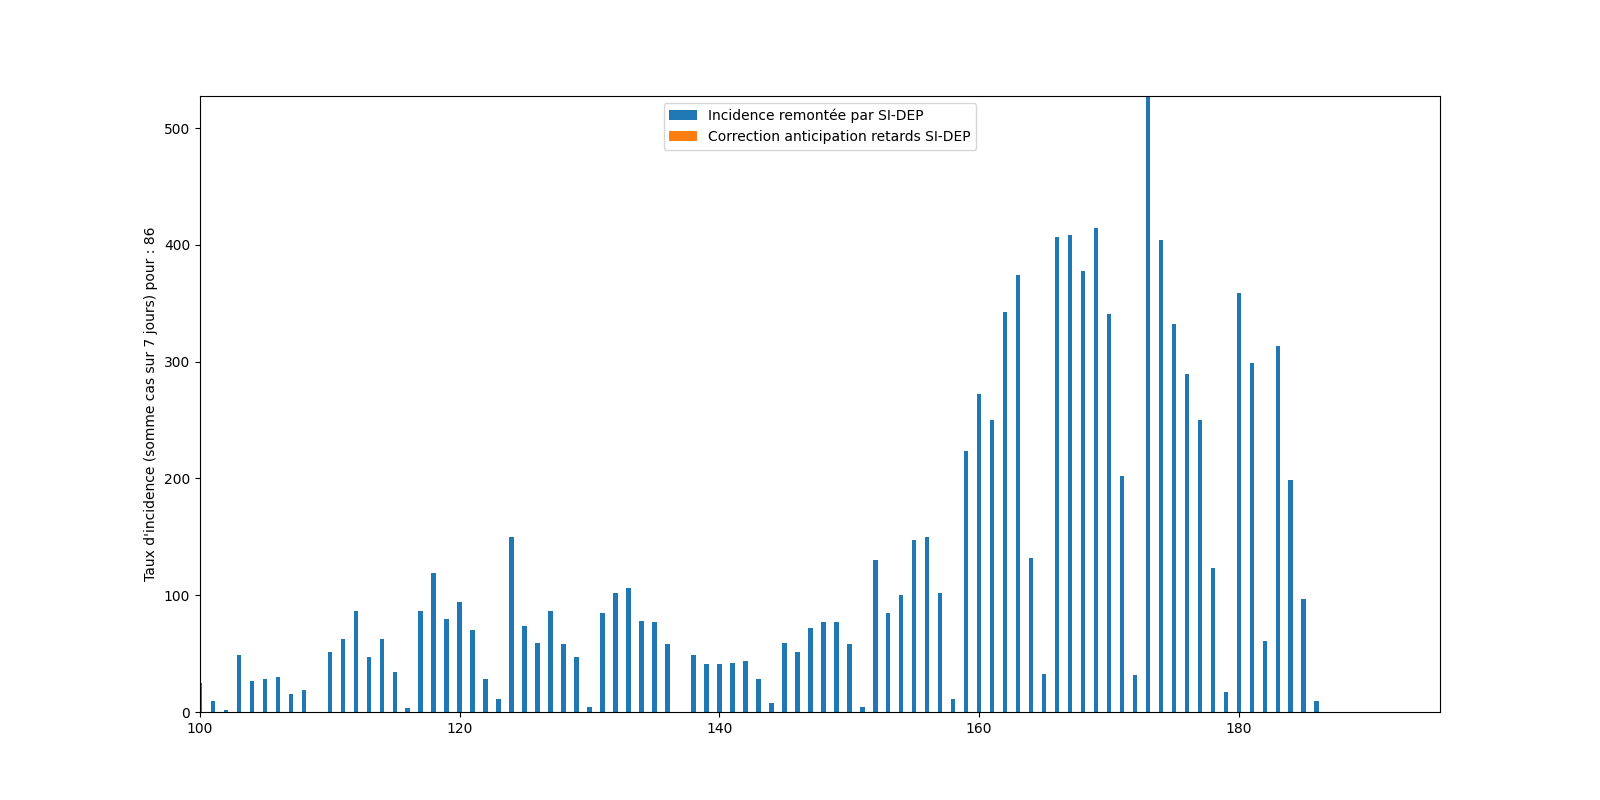 Incidence remontée par SI-DEP
Correction anticipation retards SI-DEP
Taux d'incidence (somme cas sur 7 jours) pour : 86
500
400
300
200
100
0
100 120 140 160 180